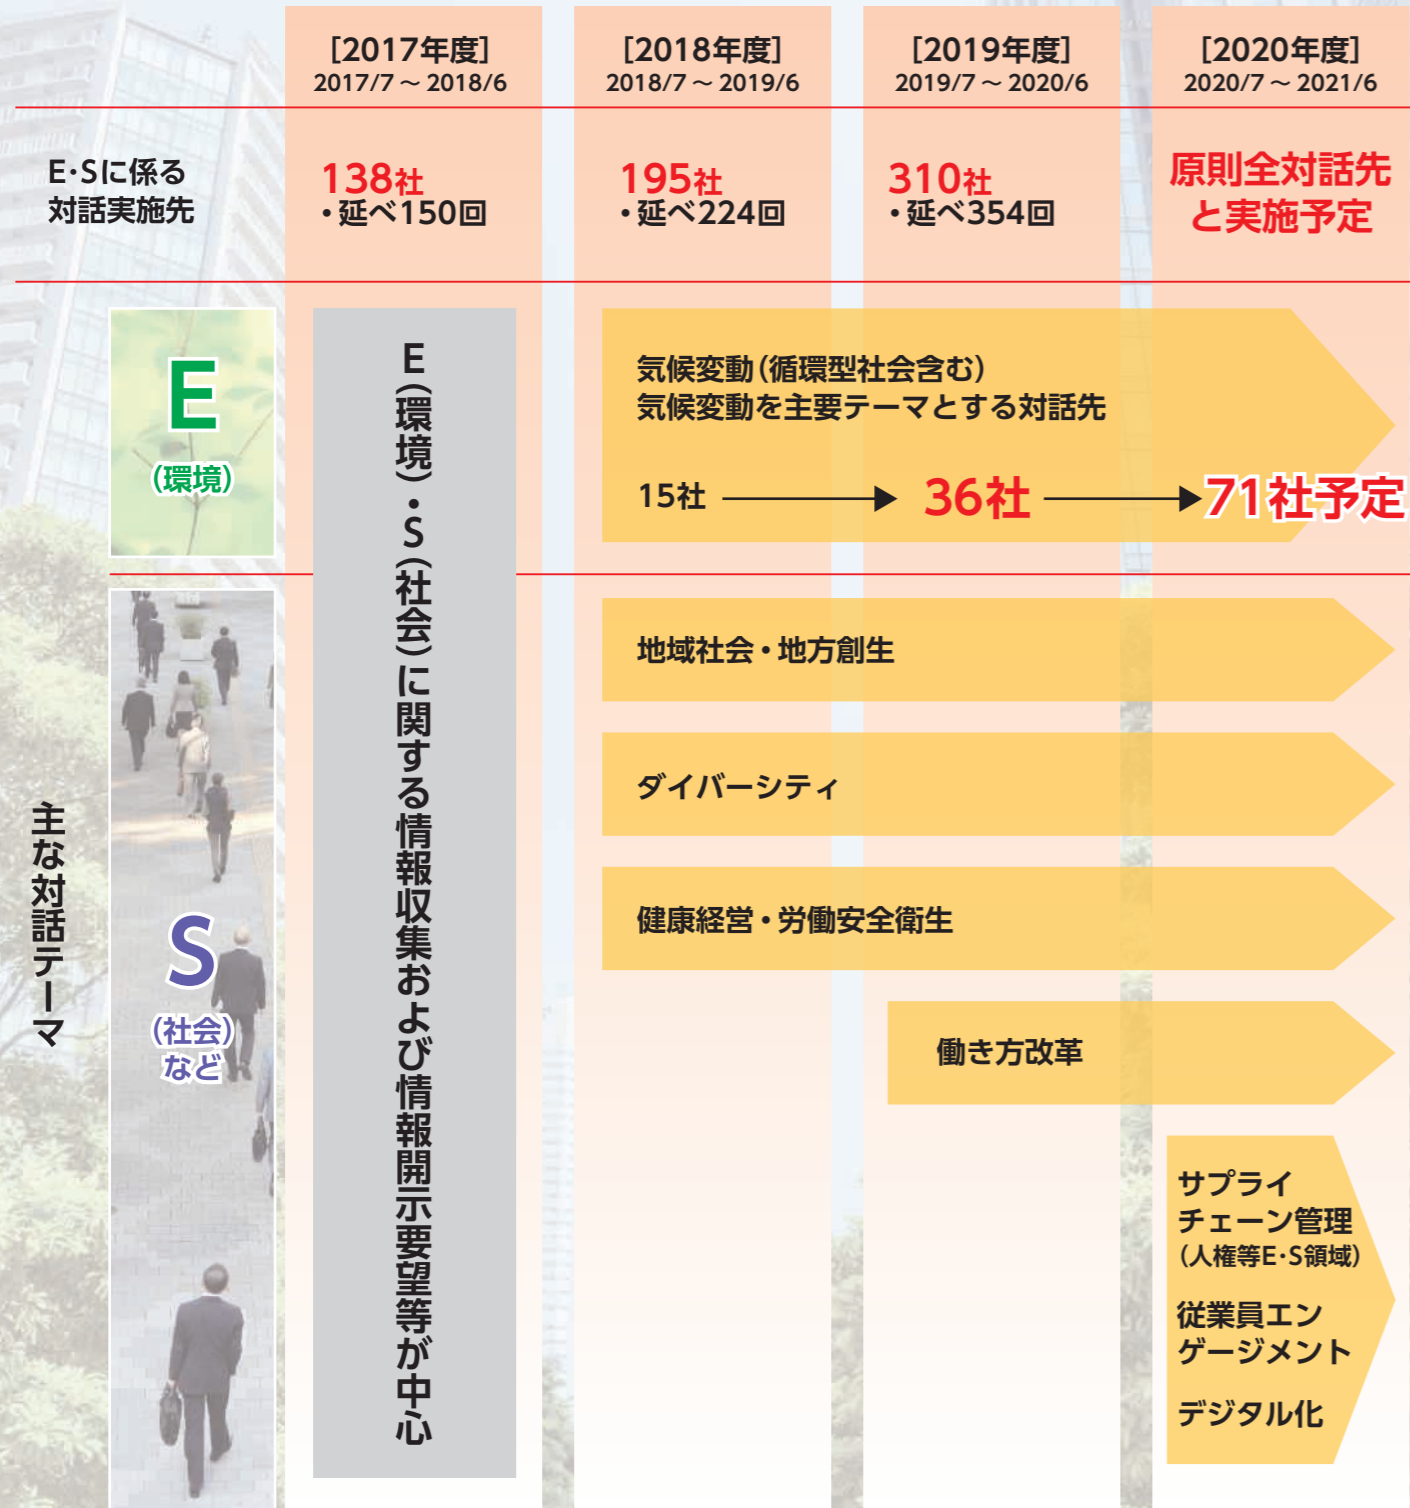 [2017年度]
2017/7～2018/6
[2018年度]
2018/7～2019/6
[2019年度]
2019/7～2020/6
[2020年度]
2020/7～2021/6
E・Sに係る
対話実施先
138社
・延べ150回
195社
・延べ224回
310社
・延べ354回
原則全対話先
と実施予定
主な対話テーマ
E
(環境)
E(環境)・S(社会)に関する情報収集および情報開示要望等が中心
気候変動(循環型社会含む)
気候変動を主要テーマとする対話先
15社
36社
71社予定
S
(社会)
など
地域社会・地方創生
ダイバーシティ
健康経営・労働安全衛生
働き方改革
サプライ
チェーン管理
(人権等E・S領域)
従業員エン
ゲージメント
デジタル化